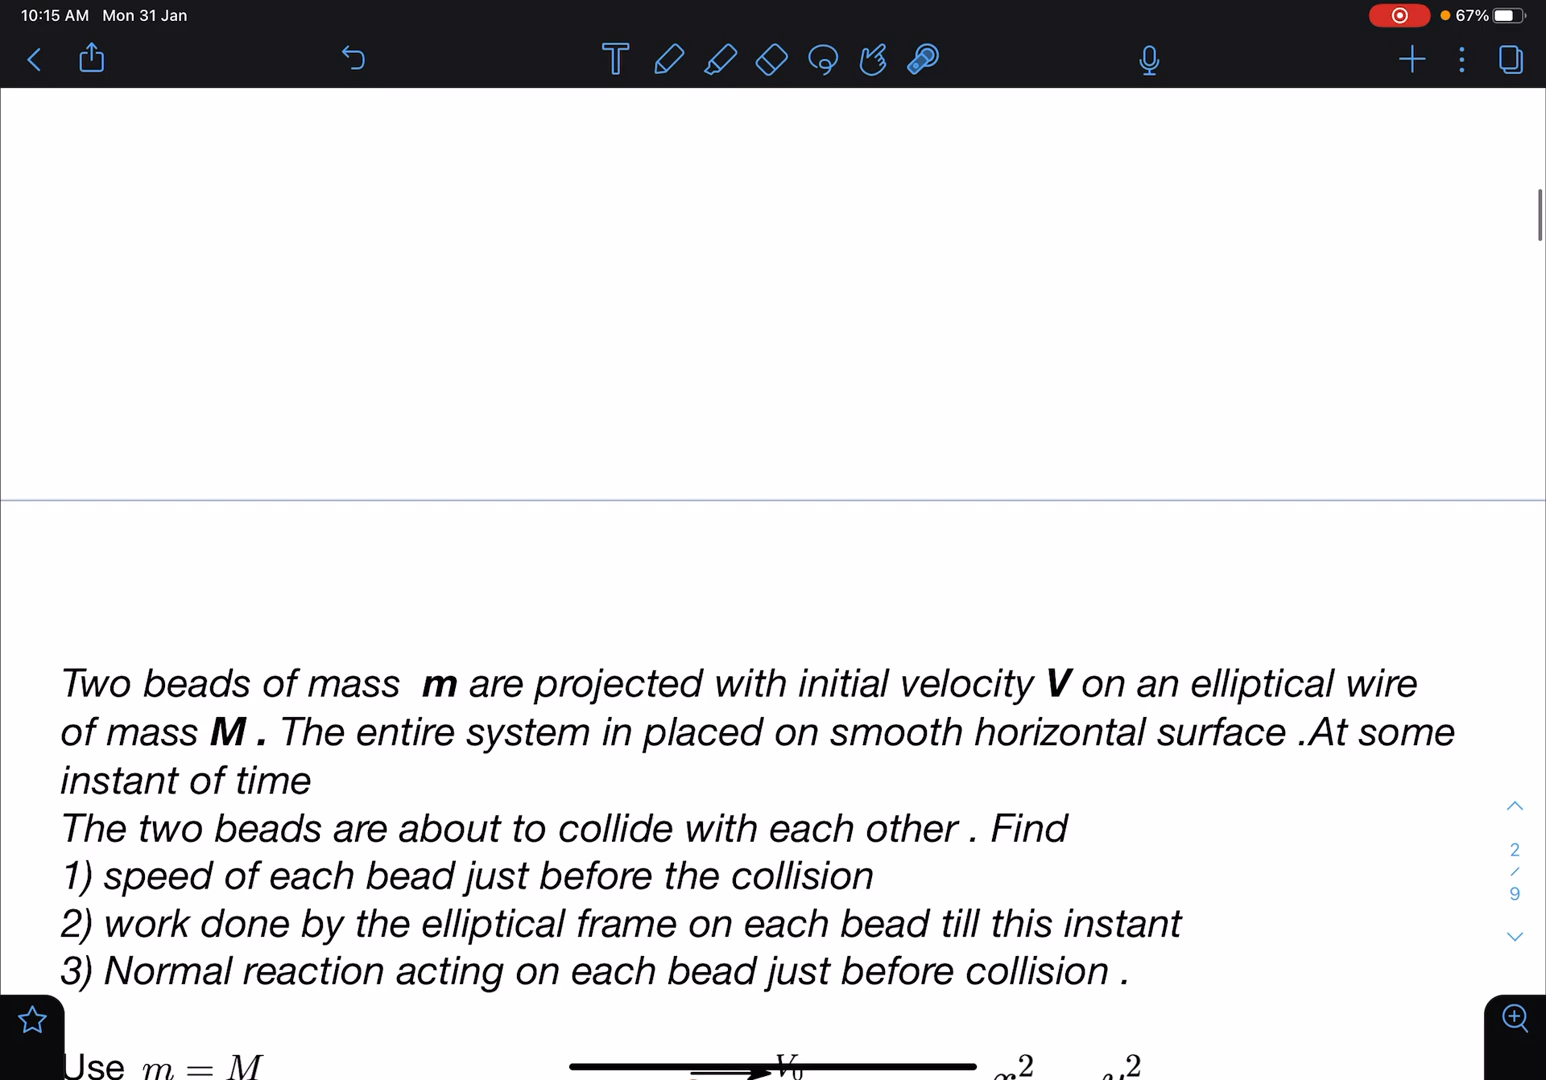 10:15 AM Mon 31 Jan
67%
Two beads of mass m are projected with initial velocity V on an elliptical wire
of mass M . The entire system in placed on smooth horizontal surface .At some
instant of time
The two beads are about to collide with each other . Find
1) speed of each bead just before the collision
2) work done by the elliptical frame on each bead till this instant
3) Normal reaction acting on each bead just before collision .
2
/
9
Use m = M
V₀
x² y²